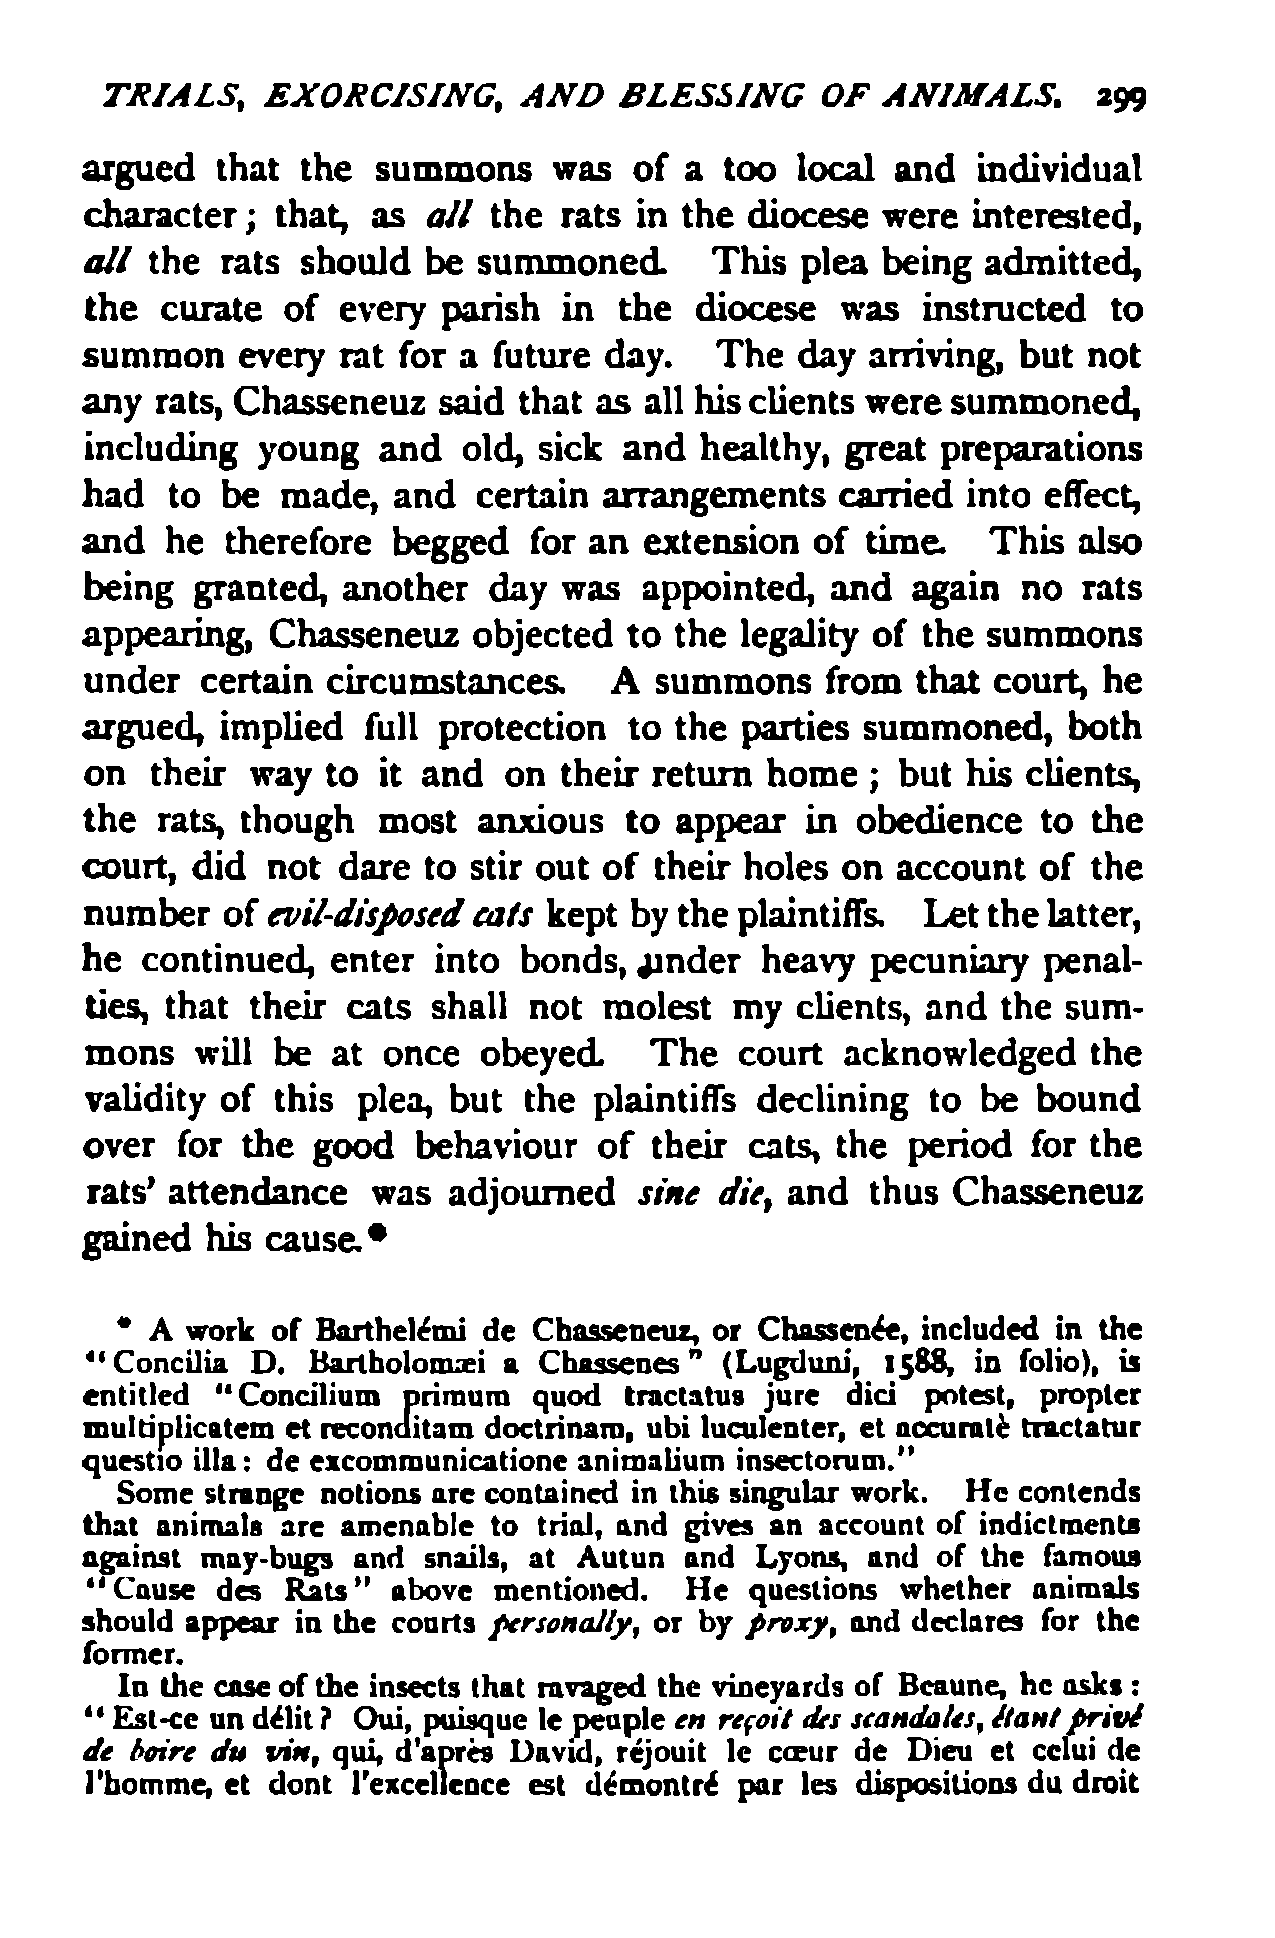 TRIALS, EXORCISING, AND BLESSING OF ANIMALS. 299
argued that the summons was of a too local and individual
character; that, as all the rats in the diocese were interested,
all the rats should be summoned. This plea being admitted,
the curate of every parish in the diocese was instructed to
summon every rat for a future day. The day arriving, but not
any rats, Chasseneuz said that as all his clients were summoned,
including young and old, sick and healthy, great preparations
had to be made, and certain arrangements carried into effect,
and he therefore begged for an extension of time. This also
being granted, another day was appointed, and again no rats
appearing, Chasseneuz objected to the legality of the summons
under certain circumstances. A summons from that court, he
argued, implied full protection to the parties summoned, both
on their way to it and on their return home; but his clients,
the rats, though most anxious to appear in obedience to the
court, did not dare to stir out of their holes on account of the
number of evil-disposed cats kept by the plaintiffs. Let the latter,
he continued, enter into bonds, under heavy pecuniary penal-
ties, that their cats shall not molest my clients, and the sum-
mons will be at once obeyed. The court acknowledged the
validity of this plea, but the plaintiffs declining to be bound
over for the good behaviour of their cats, the period for the
rats' attendance was adjourned sine die, and thus Chasseneuz
gained his cause.*
* A work of Barthelémi de Chasseneuz, or Chassenée, included in the
"Concilia D. Bartholomæi a Chassenes" (Lugduni, 1588, in folio), is
entitled "Concilium primum quod tractatus jure dici potest, propter
multiplicatem et reconditam doctrinam, ubi luculenter, et accuratè tractatur
questio illa: de excommunicatione animalium insectorum."
Some strange notions are contained in this singular work. He contends
that animals are amenable to trial, and gives an account of indictments
against may-bugs and snails, at Autun and Lyons, and of the famous
"Cause des Rats" above mentioned. He questions whether animals
should appear in the courts personally, or by proxy, and declares for the
former.
In the case of the insects that ravaged the vineyards of Beaune, he asks:
"Est-ce un délit? Oui, puisque le peuple en reçoit des scandales, étant privé
de boire du vin, qui, d'après David, réjouit le cœur de Dieu et celui de
l'homme, et dont l'excellence est démontré par les dispositions du droit